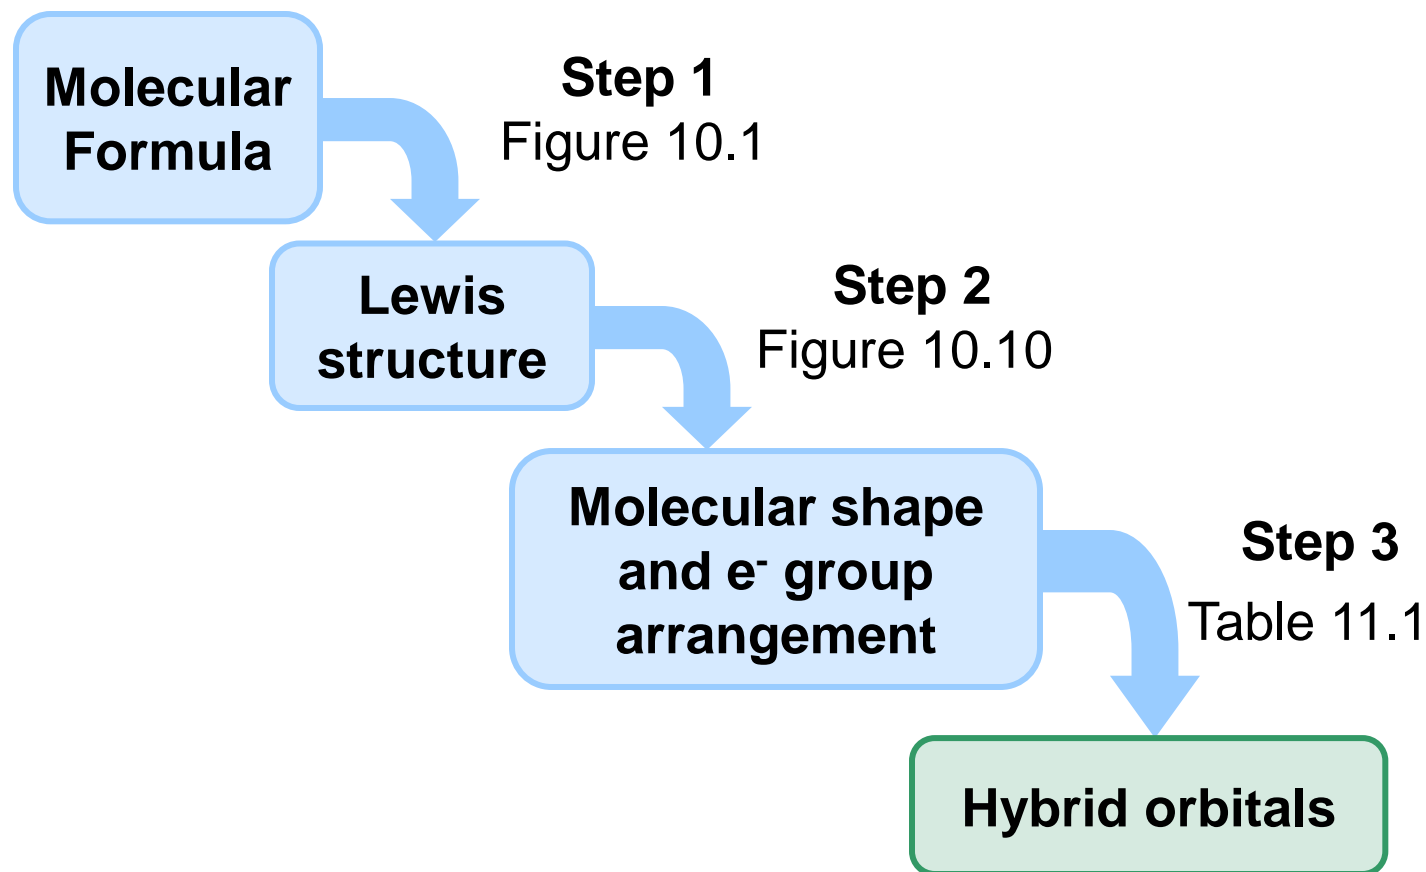 Molecular
Formula
Step 1
Figure 10.1
Lewis
structure
Step 2
Figure 10.10
Molecular shape
and e- group
arrangement
Step 3
Table 11.1
Hybrid orbitals